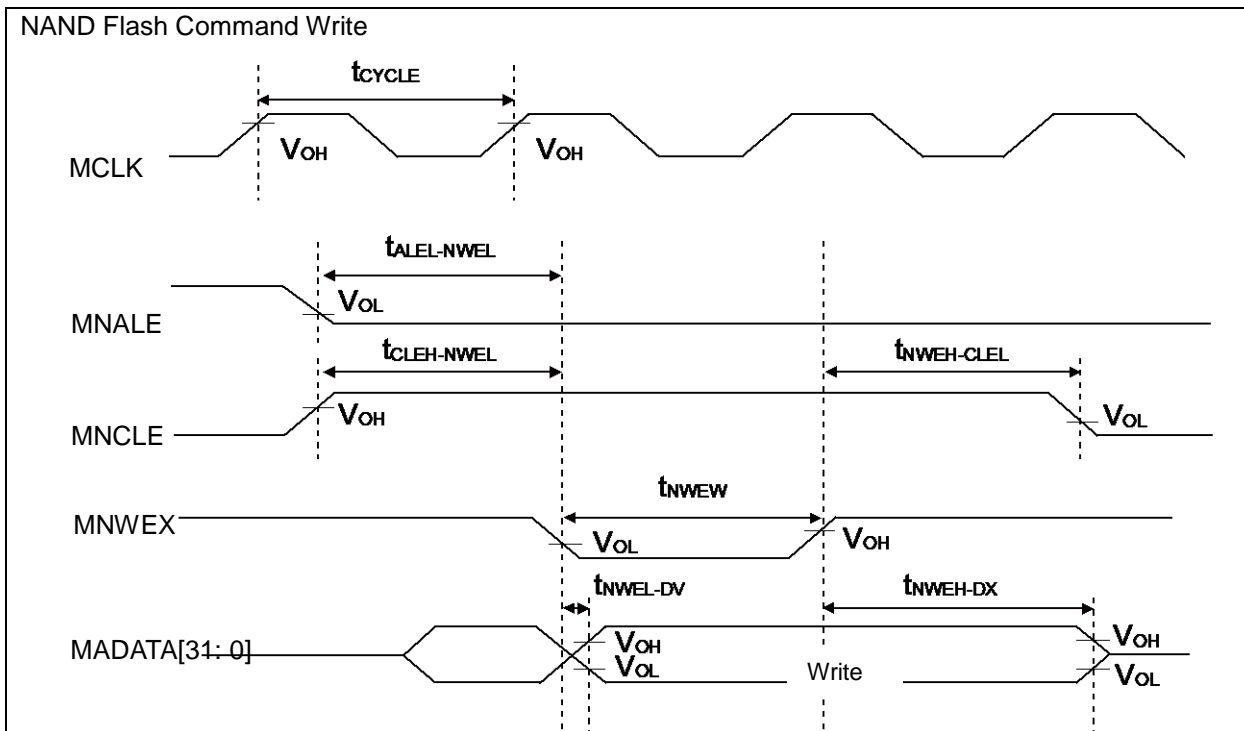 NAND Flash Command Write
tCYCLE
VOH VOH
MCLK
tALEL-NWEL
VOL
MNALE
tCLEH-NWEL tNWEH-CLEL
VOH VOL
MNCLE
tNWEW
MNWEX
VOL VOH
tNWEL-DV tNWEH-DX
VOH VOH
MADATA[31: 0]
VOL Write VOL